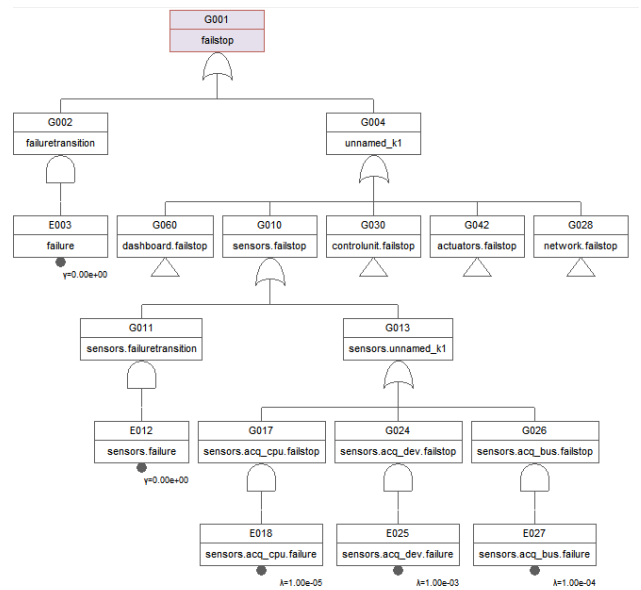 G001
failstop
G002
failuretransition
G004
unnamed_k1
E003
failure
γ=0.00e+00
G060
dashboard.failstop
G010
sensors.failstop
G030
controlunit.failstop
G042
actuators.failstop
G028
network.failstop
G011
sensors.failuretransition
G013
sensors.unnamed_k1
E012
sensors.failure
γ=0.00e+00
G017
sensors.acq_cpu.failstop
G024
sensors.acq_dev.failstop
G026
sensors.acq_bus.failstop
E018
sensors.acq_cpu.failure
λ=1.00e-05
E025
sensors.acq_dev.failure
λ=1.00e-03
E027
sensors.acq_bus.failure
λ=1.00e-04